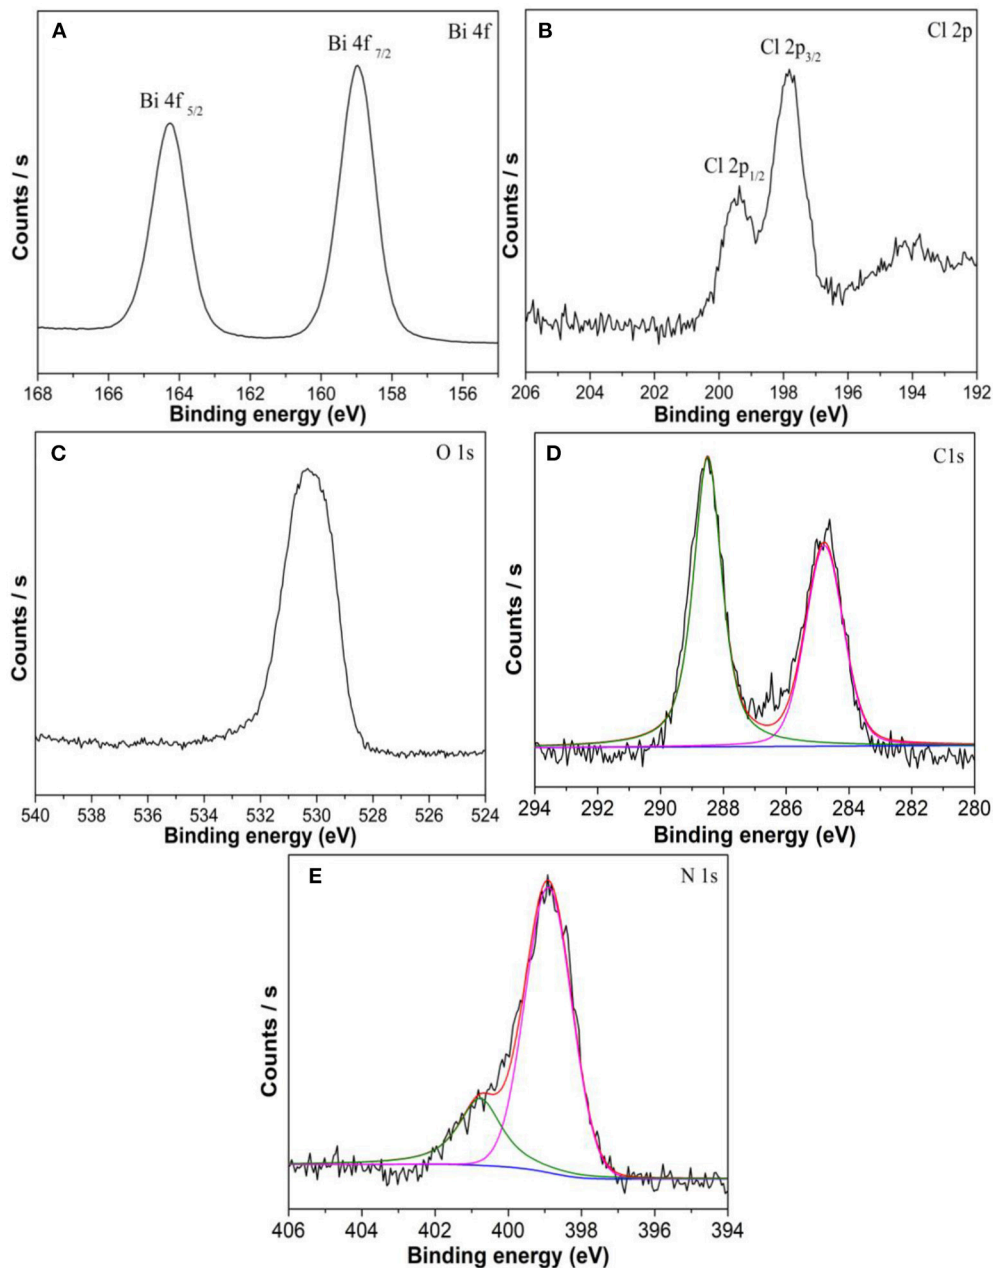 A
Bi 4f
Bi 4f 7/2
Bi 4f 5/2
Counts / s
168 164 162 160 158 156
Binding energy (eV)
B
Cl 2p
Cl 2p3/2
Cl 2p1/2
Counts / s
206 204 202 200 198 196 194 192
Binding energy (eV)
C
O 1s
Counts / s
540 538 536 534 532 530 528 526 524
Binding energy (eV)
D
C1s
Counts / s
294 292 290 288 286 284 282 280
Binding energy (eV)
E
N 1s
Counts / s
406 404 402 400 398 396 394
Binding energy (eV)